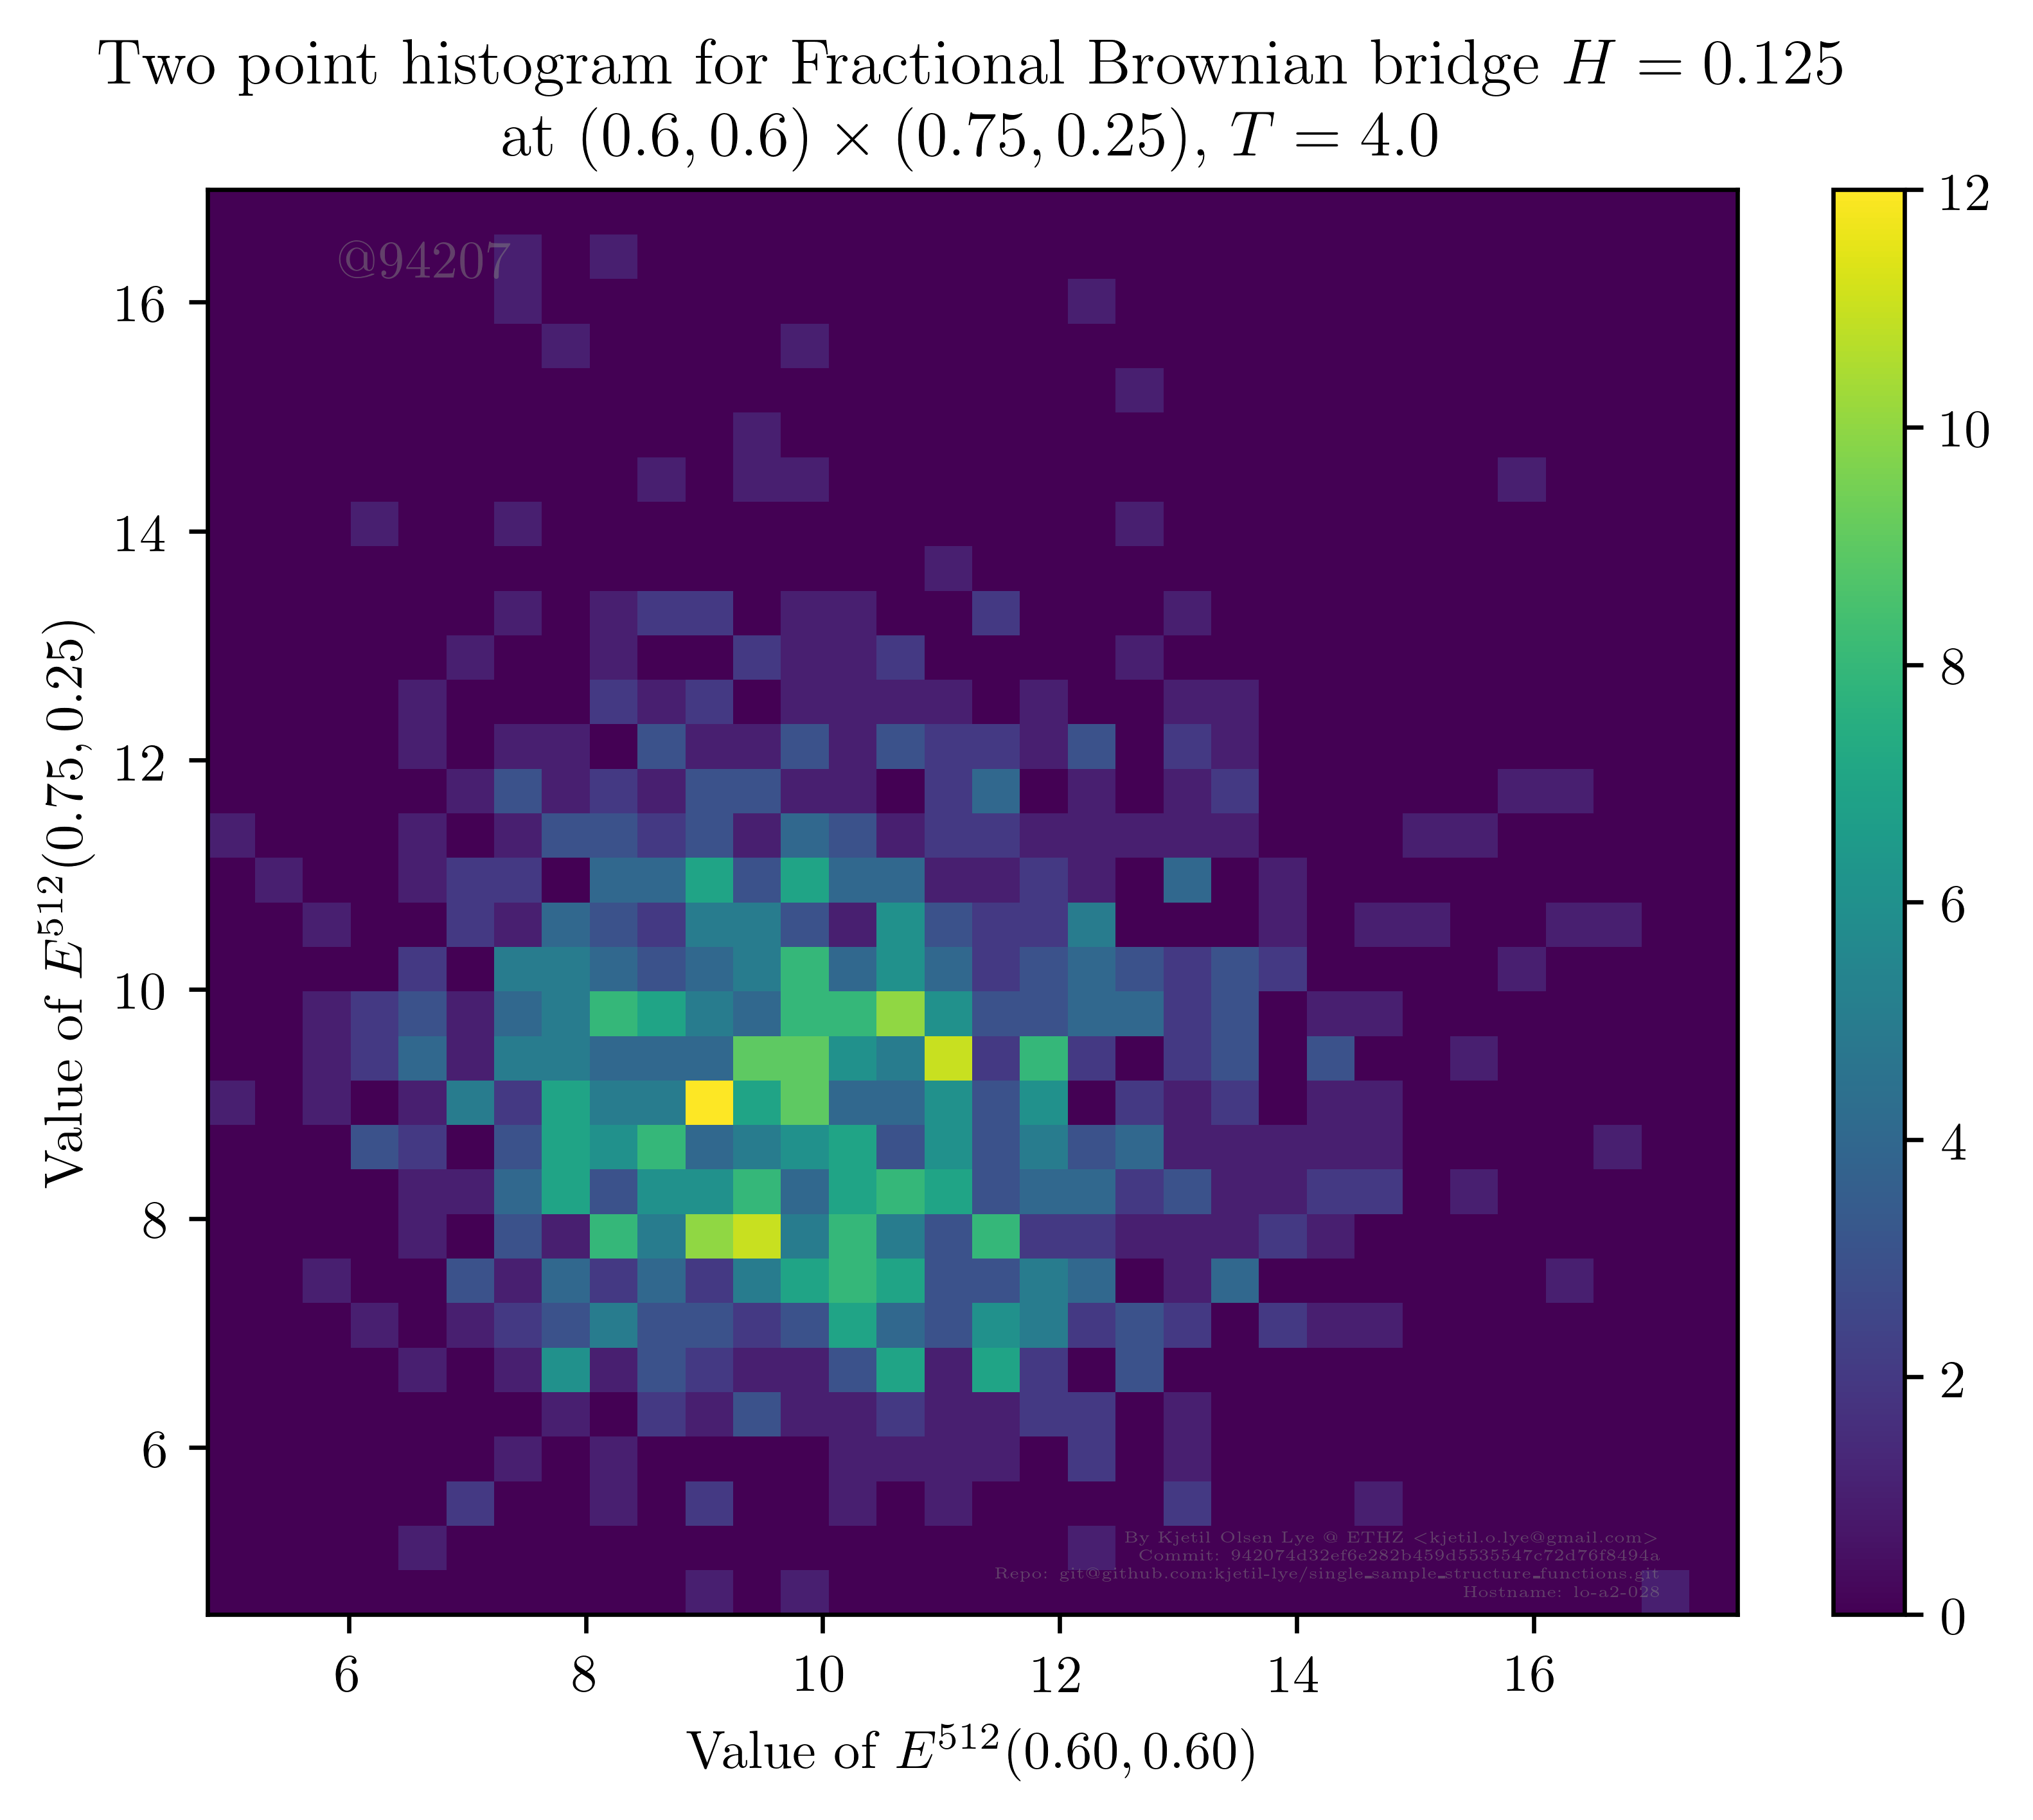 Two point histogram for Fractional Brownian bridge H = 0.125
at (0.6, 0.6) × (0.75, 0.25), T = 4.0
@94207
16
14
12
10
8
6
Value of E^512(0.75, 0.25)
6 8 10 12 14 16
Value of E^512(0.60, 0.60)
12
10
8
6
4
2
0
By Kjetil Olsen Lye @ ETHZ <kjetil.o.lye@gmail.com>
Commit: 942074d32ef6e282b459d5535547c72d76f8494a
Repo: git@github.com:kjetil-lye/single_sample_structure_functions.git
Hostname: lo-a2-028